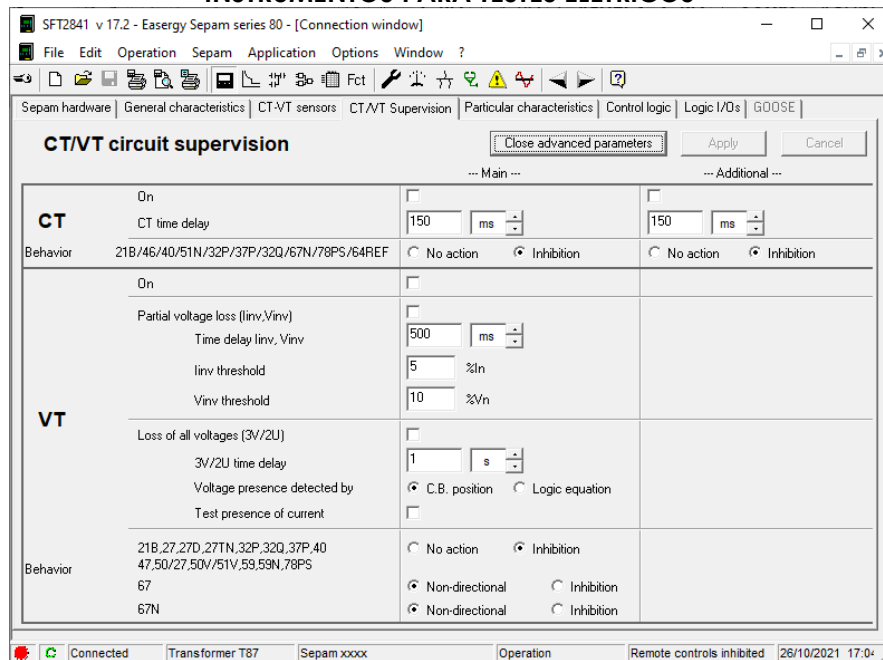 INSTRUMENTOS PARA TESTES ELÉTRICOS
SFT2841 v 17.2 - Easergy Sepam series 80 - [Connection window]
File Edit Operation Sepam Application Options Window ?
Fct
Sepam hardware General characteristics CT-VT sensors CT/VT Supervision Particular characteristics Control logic Logic I/Os GOOSE
CT/VT circuit supervision Close advanced parameters Apply Cancel
--- Main --- --- Additional ---
On
CT CT time delay 150 ms 150 ms
Behavior 21B/46/40/51N/32P/37P/32Q/67N/78PS/64REF No action Inhibition No action Inhibition
On
Partial voltage loss (Iinv,Vinv)
Time delay Iinv, Vinv 500 ms
Iinv threshold 5 %In
Vinv threshold 10 %Vn
VT
Loss of all voltages (3V/2U)
3V/2U time delay 1 s
Voltage presence detected by C.B. position Logic equation
Test presence of current
Behavior 21B,27,27D,27TN,32P,32Q,37P,40 No action Inhibition
47,50/27,50V/51V,59,59N,78PS
67 Non-directional Inhibition
67N Non-directional Inhibition
C Connected Transformer T87 Sepam xxxx Operation Remote controls inhibited 26/10/2021 17:04